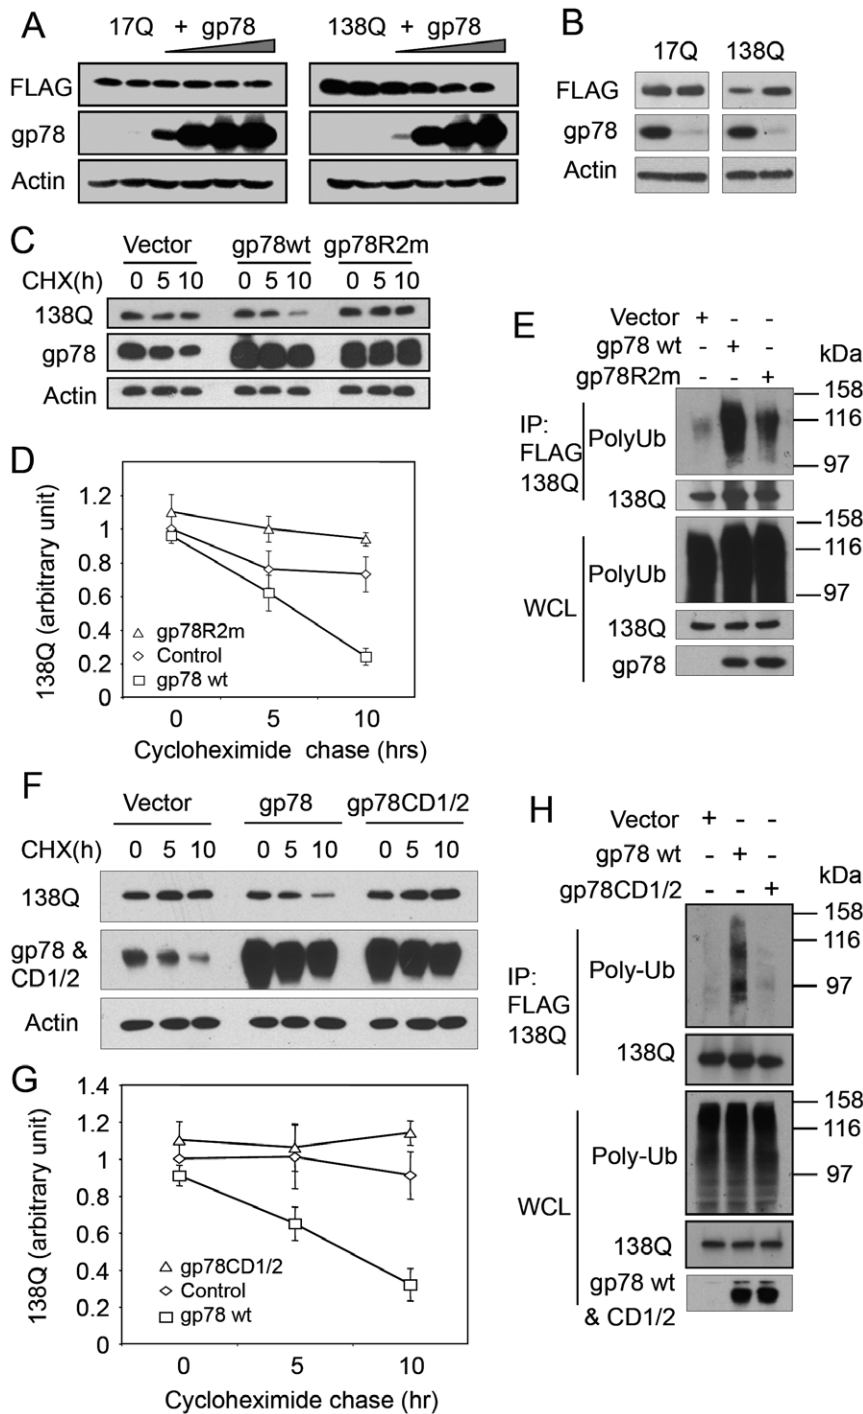 A
17Q + gp78
138Q + gp78
FLAG
gp78
Actin
B
17Q 138Q
FLAG
gp78
Actin
C
Vector gp78wt gp78R2m
CHX(h) 0 5 10 0 5 10 0 5 10
138Q
gp78
Actin
D
138Q (arbitrary unit)
1.2
1
0.8
0.6
0.4
0.2
0
gp78R2m
Control
gp78 wt
0 5 10
Cycloheximide chase (hrs)
E
Vector + - -
gp78 wt - + -
gp78R2m - - +
kDa
IP: FLAG 138Q
PolyUb
158
116
97
138Q
WCL
PolyUb
158
116
97
138Q
gp78
F
Vector gp78 gp78CD1/2
CHX(h) 0 5 10 0 5 10 0 5 10
138Q
gp78 & CD1/2
Actin
G
138Q (arbitrary unit)
1.4
1.2
1
0.8
0.6
0.4
0.2
0
gp78CD1/2
Control
gp78 wt
0 5 10
Cycloheximide chase (hr)
H
Vector + - -
gp78 wt - + -
gp78CD1/2 - - +
kDa
IP: FLAG 138Q
Poly-Ub
158
116
97
138Q
WCL
Poly-Ub
158
116
97
138Q
gp78 wt & CD1/2